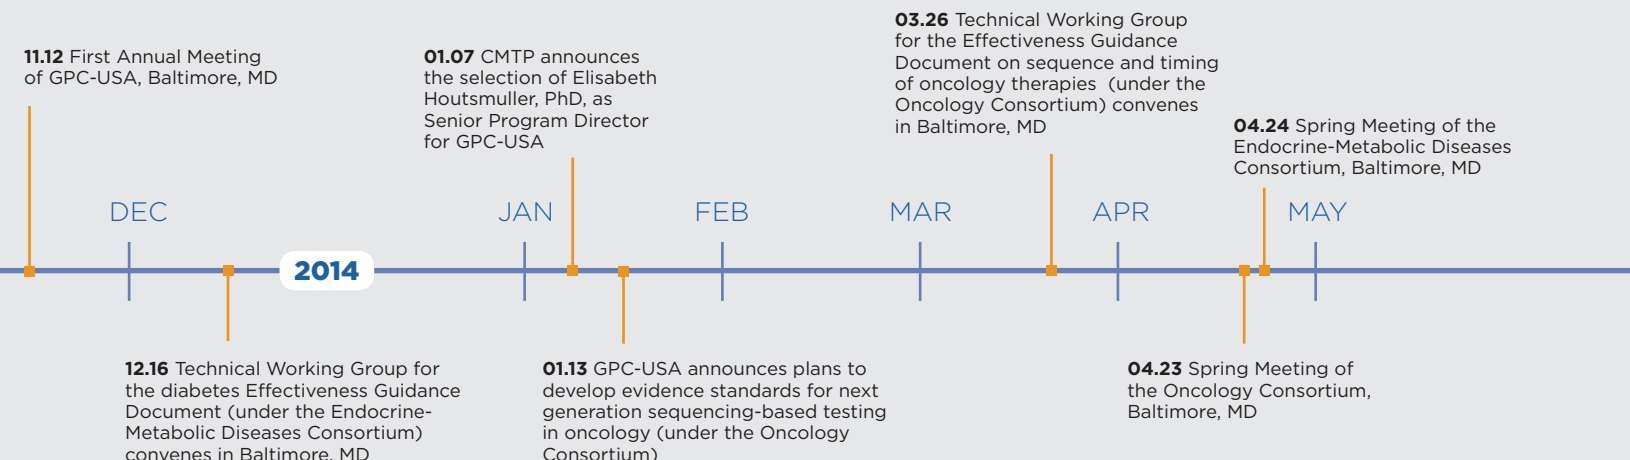 11.12 First Annual Meeting
of GPC-USA, Baltimore, MD
01.07 CMTP announces
the selection of Elisabeth
Houtsmuller, PhD, as
Senior Program Director
for GPC-USA
03.26 Technical Working Group
for the Effectiveness Guidance
Document on sequence and timing
of oncology therapies (under the
Oncology Consortium) convenes
in Baltimore, MD
04.24 Spring Meeting of the
Endocrine-Metabolic Diseases
Consortium, Baltimore, MD
DEC
JAN
FEB
MAR
APR
MAY
2014
12.16 Technical Working Group for
the diabetes Effectiveness Guidance
Document (under the Endocrine-
Metabolic Diseases Consortium)
convenes in Baltimore, MD
01.13 GPC-USA announces plans to
develop evidence standards for next
generation sequencing-based testing
in oncology (under the Oncology
Consortium)
04.23 Spring Meeting of
the Oncology Consortium,
Baltimore, MD